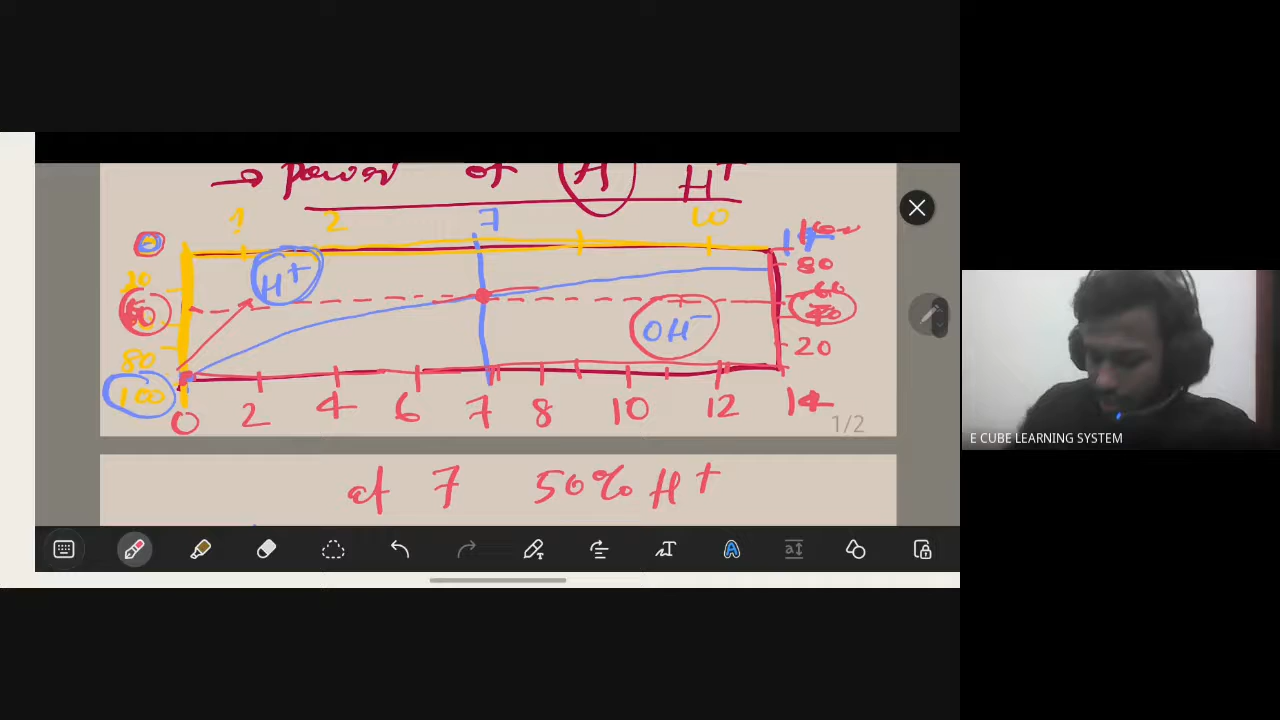 → power of H H+
1 2 7 10
0 100
H+ 80
20 60
50 OH-
80 20
100
0 2 4 6 7 8 10 12 14
1/2
E CUBE LEARNING SYSTEM
at 7 50% H+